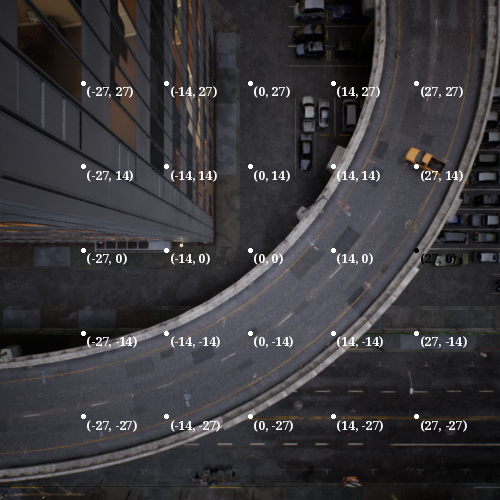 (-27, 27) (-14, 27) (0, 27) (14, 27) (27, 27)
(-27, 14) (-14, 14) (0, 14) (14, 14) (27, 14)
(-27, 0) (-14, 0) (0, 0) (14, 0) (27, 0)
(-27, -14) (-14, -14) (0, -14) (14, -14) (27, -14)
(-27, -27) (-14, -27) (0, -27) (14, -27) (27, -27)